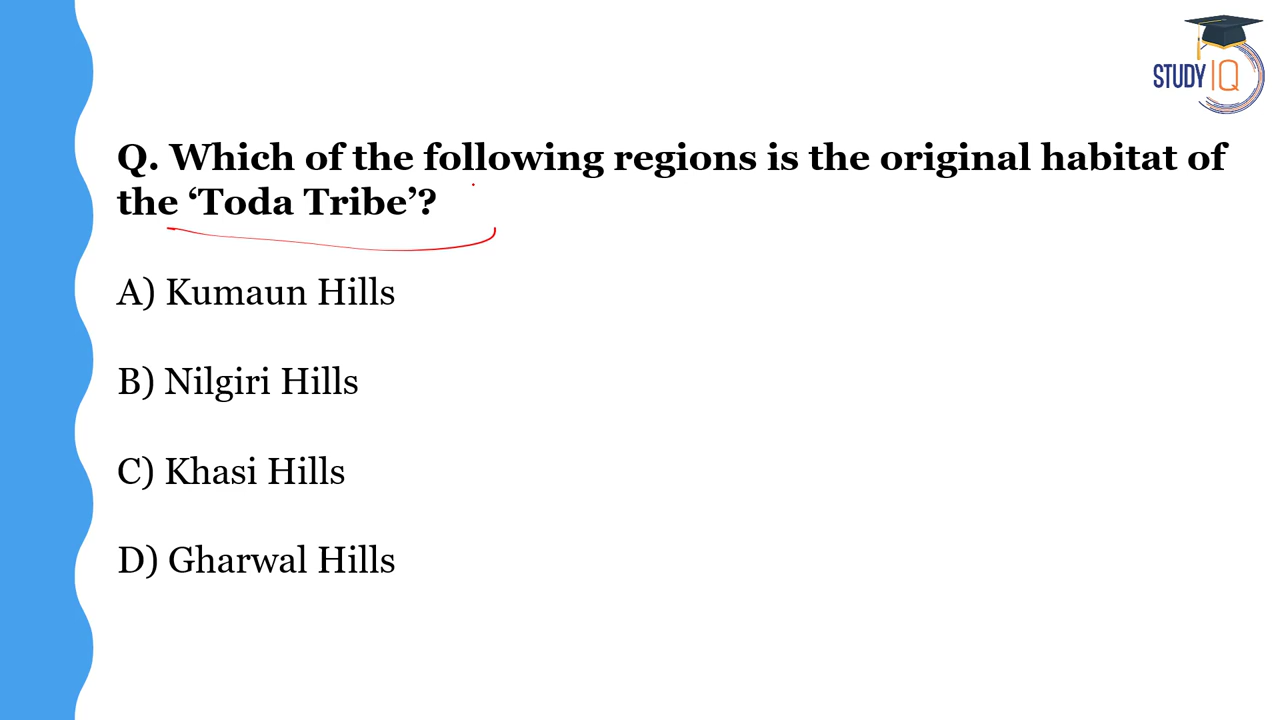 STUDY IQ
Q. Which of the following regions is the original habitat of
the ‘Toda Tribe’?
A) Kumaun Hills
B) Nilgiri Hills
C) Khasi Hills
D) Gharwal Hills